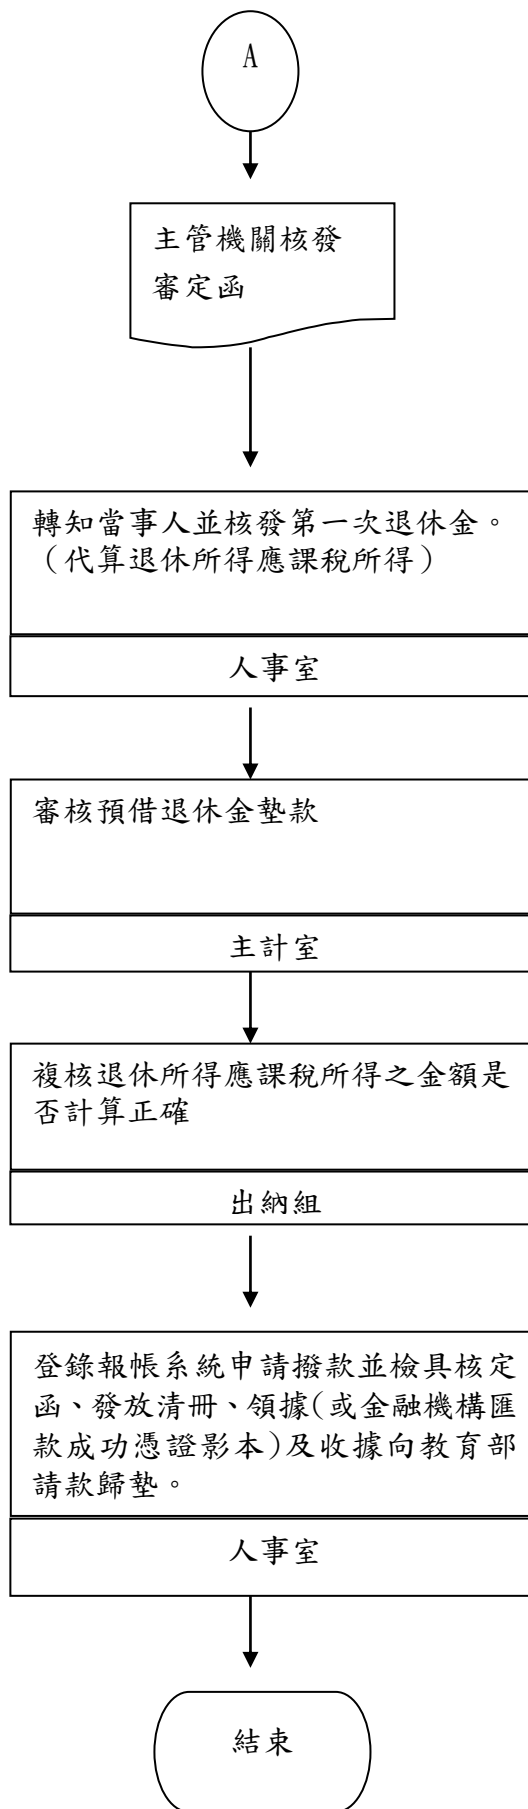 A
主管機關核發
審定函
轉知當事人並核發第一次退休金。
（代算退休所得應課稅所得）
人事室
審核預借退休金墊款
主計室
複核退休所得應課稅所得之金額是
否計算正確
出納組
登錄報帳系統申請撥款並檢具核定
函、發放清冊、領據(或金融機構匯
款成功憑證影本)及收據向教育部
請款歸墊。
人事室
結束